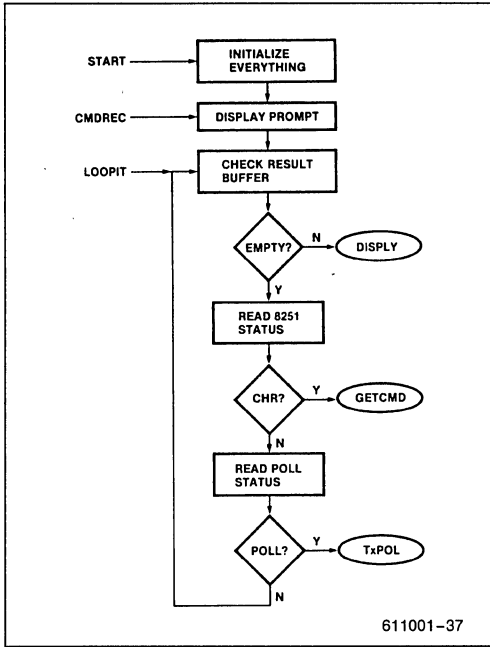 START
INITIALIZE
EVERYTHING
CMDREC
DISPLAY PROMPT
LOOPIT
CHECK RESULT
BUFFER
EMPTY?
N
DISPLY
Y
READ 8251
STATUS
CHR?
Y
GETCMD
N
READ POLL
STATUS
POLL?
Y
TxPOL
N
611001-37